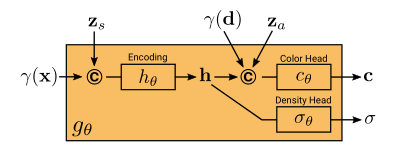 z_s γ(d) z_a
Encoding Color Head
γ(x) © h_θ h © c_θ c
Density Head
g_θ σ_θ σ